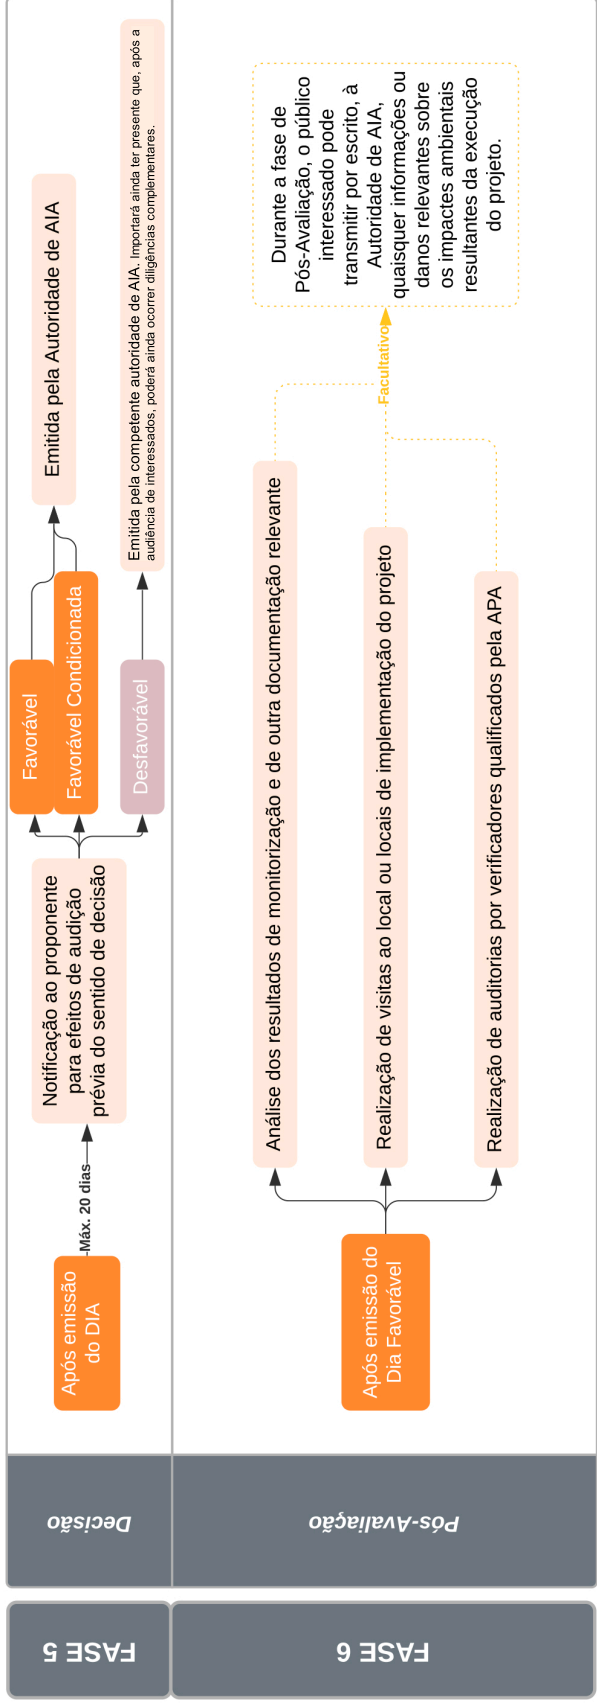 FASE 5
Decisão
Após emissão
do DIA
Máx. 20 dias
Notificação ao proponente
para efeitos de audição
prévia do sentido de decisão
Favorável
Favorável Condicionada
Desfavorável
Emitida pela Autoridade de AIA
Emitida pela competente autoridade de AIA. Importará ainda ter presente que, após a
audiência de interessados, poderá ainda ocorrer diligências complementares.
FASE 6
Pós-Avaliação
Após emissão do
Dia Favorável
Análise dos resultados de monitorização e de outra documentação relevante
Realização de visitas ao local ou locais de implementação do projeto
Realização de auditorias por verificadores qualificados pela APA
Facultativo
Durante a fase de
Pós-Avaliação, o público
interessado pode
transmitir por escrito, à
Autoridade de AIA,
quaisquer informações ou
danos relevantes sobre
os impactes ambientais
resultantes da execução
do projeto.